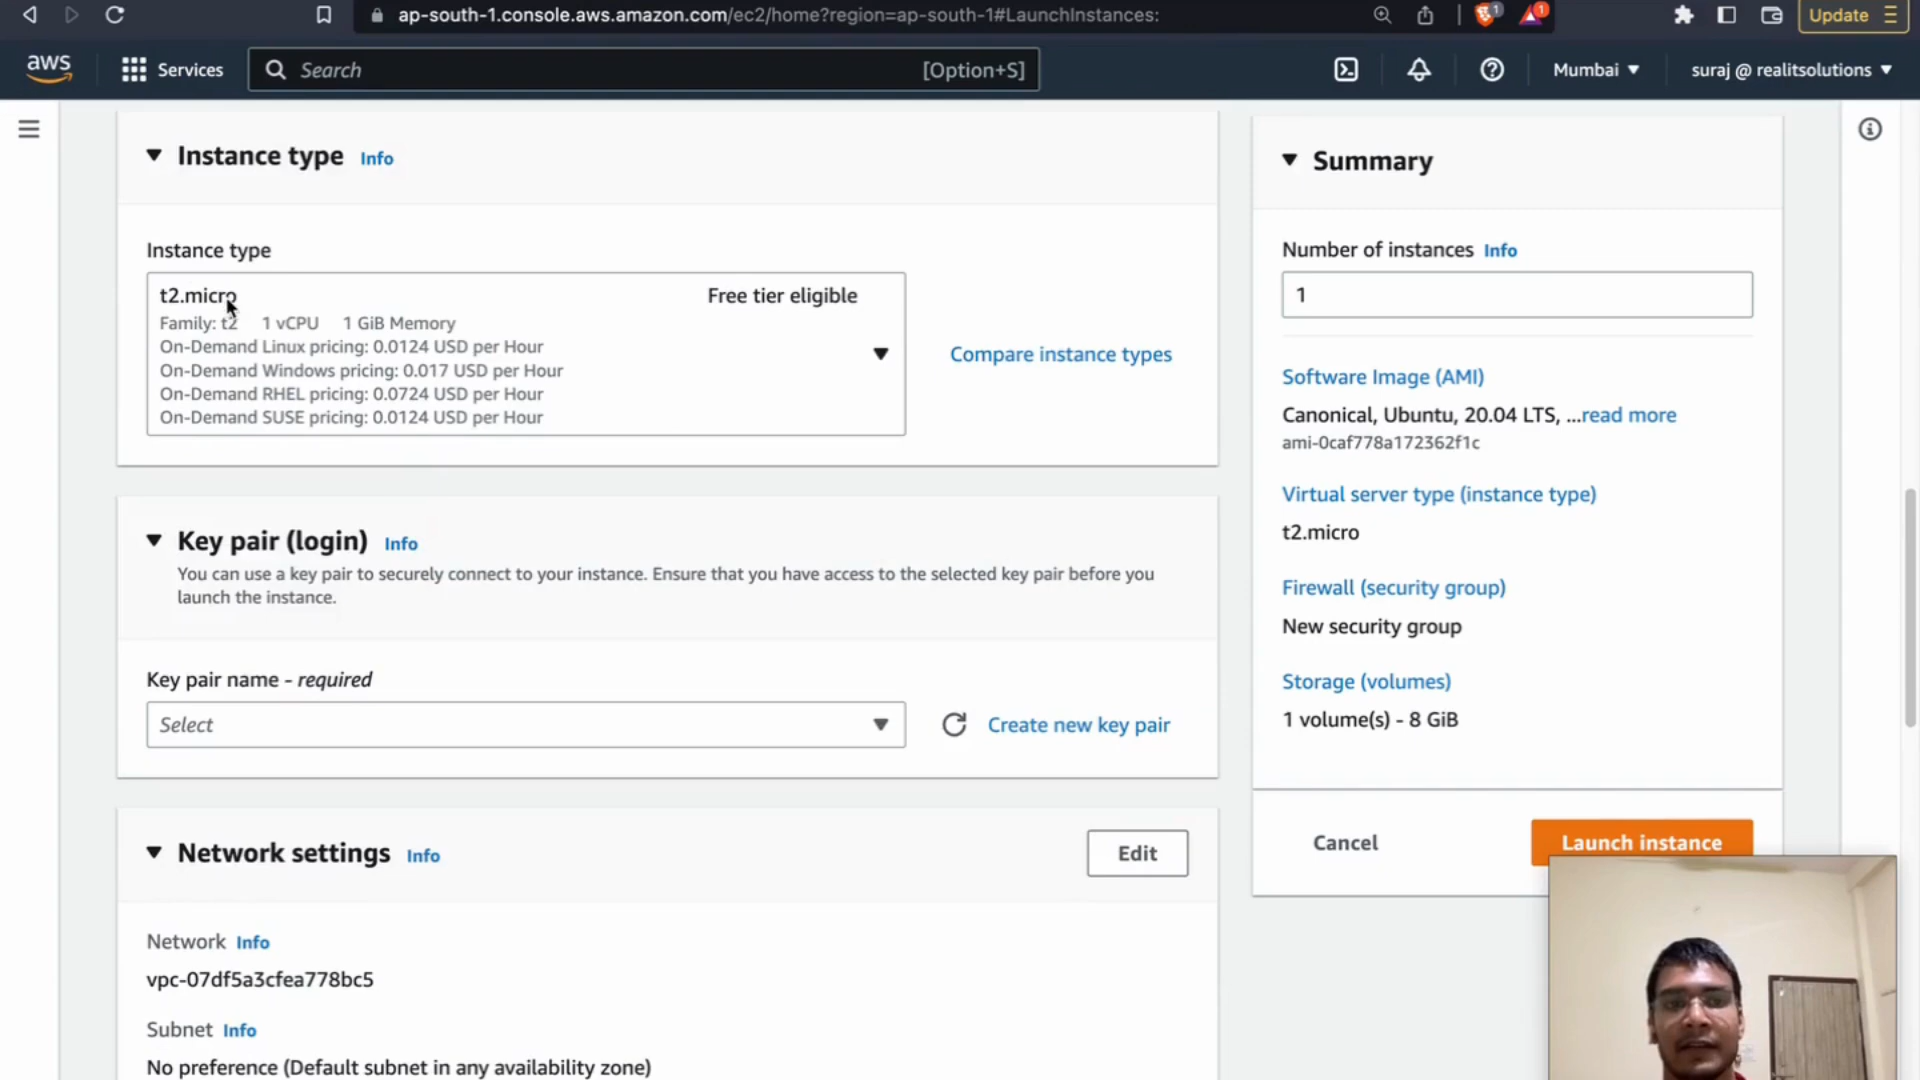 ap-south-1.console.aws.amazon.com/ec2/home?region=ap-south-1#LaunchInstances:
1
1
Update
aws
Services
Search
[Option+S]
Mumbai
suraj @ realitsolutions
Instance type Info
Instance type
t2.micro
Free tier eligible
Family: t2 1 vCPU 1 GiB Memory
On-Demand Linux pricing: 0.0124 USD per Hour
On-Demand Windows pricing: 0.017 USD per Hour
On-Demand RHEL pricing: 0.0724 USD per Hour
On-Demand SUSE pricing: 0.0124 USD per Hour
Compare instance types
Key pair (login) Info
You can use a key pair to securely connect to your instance. Ensure that you have access to the selected key pair before you
launch the instance.
Key pair name - required
Select
Create new key pair
Network settings Info
Edit
Network Info
vpc-07df5a3cfea778bc5
Subnet Info
No preference (Default subnet in any availability zone)
Summary
Number of instances Info
1
Software Image (AMI)
Canonical, Ubuntu, 20.04 LTS, ...read more
ami-0caf778a172362f1c
Virtual server type (instance type)
t2.micro
Firewall (security group)
New security group
Storage (volumes)
1 volume(s) - 8 GiB
Cancel
Launch instance